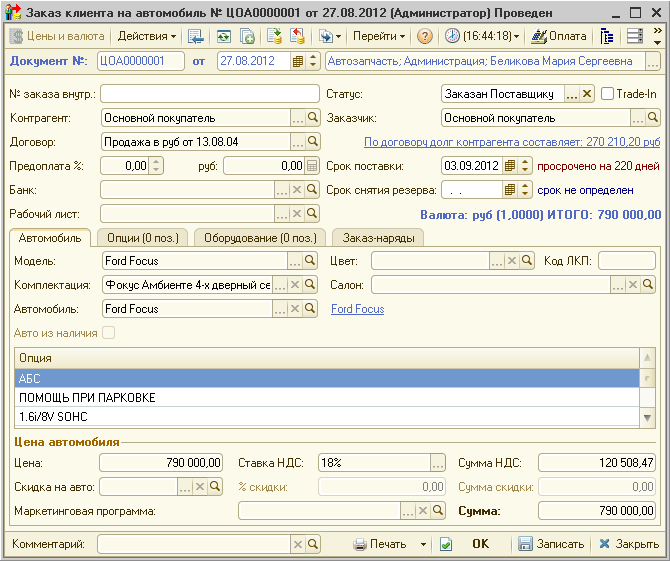 Заказ клиента на автомобиль № ЦОА0000001 от 27.08.2012 (Администратор) Проведен
Цены и валюта Действия Перейти (16:44:18) Оплата
Документ №: ЦОА0000001 от 27.08.2012 Автозапчасть; Администрация; Беликова Мария Сергеевна
№ заказа внутр.: Статус: Заказан Поставщику ... Trade-In
Контрагент: Основной покупатель ... Заказчик: Основной покупатель ...
Договор: Продажа в руб от 13.08.04 ... По договору долг контрагента составляет: 270 210,20 руб
Предоплата %: 0,00 руб: 0,00 Срок поставки: 03.09.2012 просрочено на 220 дней
Банк: ... Срок снятия резерва: . . срок не определен
Рабочий лист: ... Валюта: руб (1,0000) ИТОГО: 790 000,00
Автомобиль Опции (0 поз.) Оборудование (0 поз.) Заказ-наряды
Модель: Ford Focus ... Цвет: ... Код ЛКП:
Комплектация: Фокус Амбиенте 4-х дверный се ... Салон: ...
Автомобиль: Ford Focus ... Ford Focus
Авто из наличия
Опция
АБС
ПОМОЩЬ ПРИ ПАРКОВКЕ
1.6i/8V SOHC
Цена автомобиля
Цена: 790 000,00 Ставка НДС: 18% ... Сумма НДС: 120 508,47
Скидка на авто: ... % скидки: 0,00 Сумма скидки: 0,00
Маркетинговая программа: ... Сумма: 790 000,00
Комментарий: Печать OK Записать Закрыть